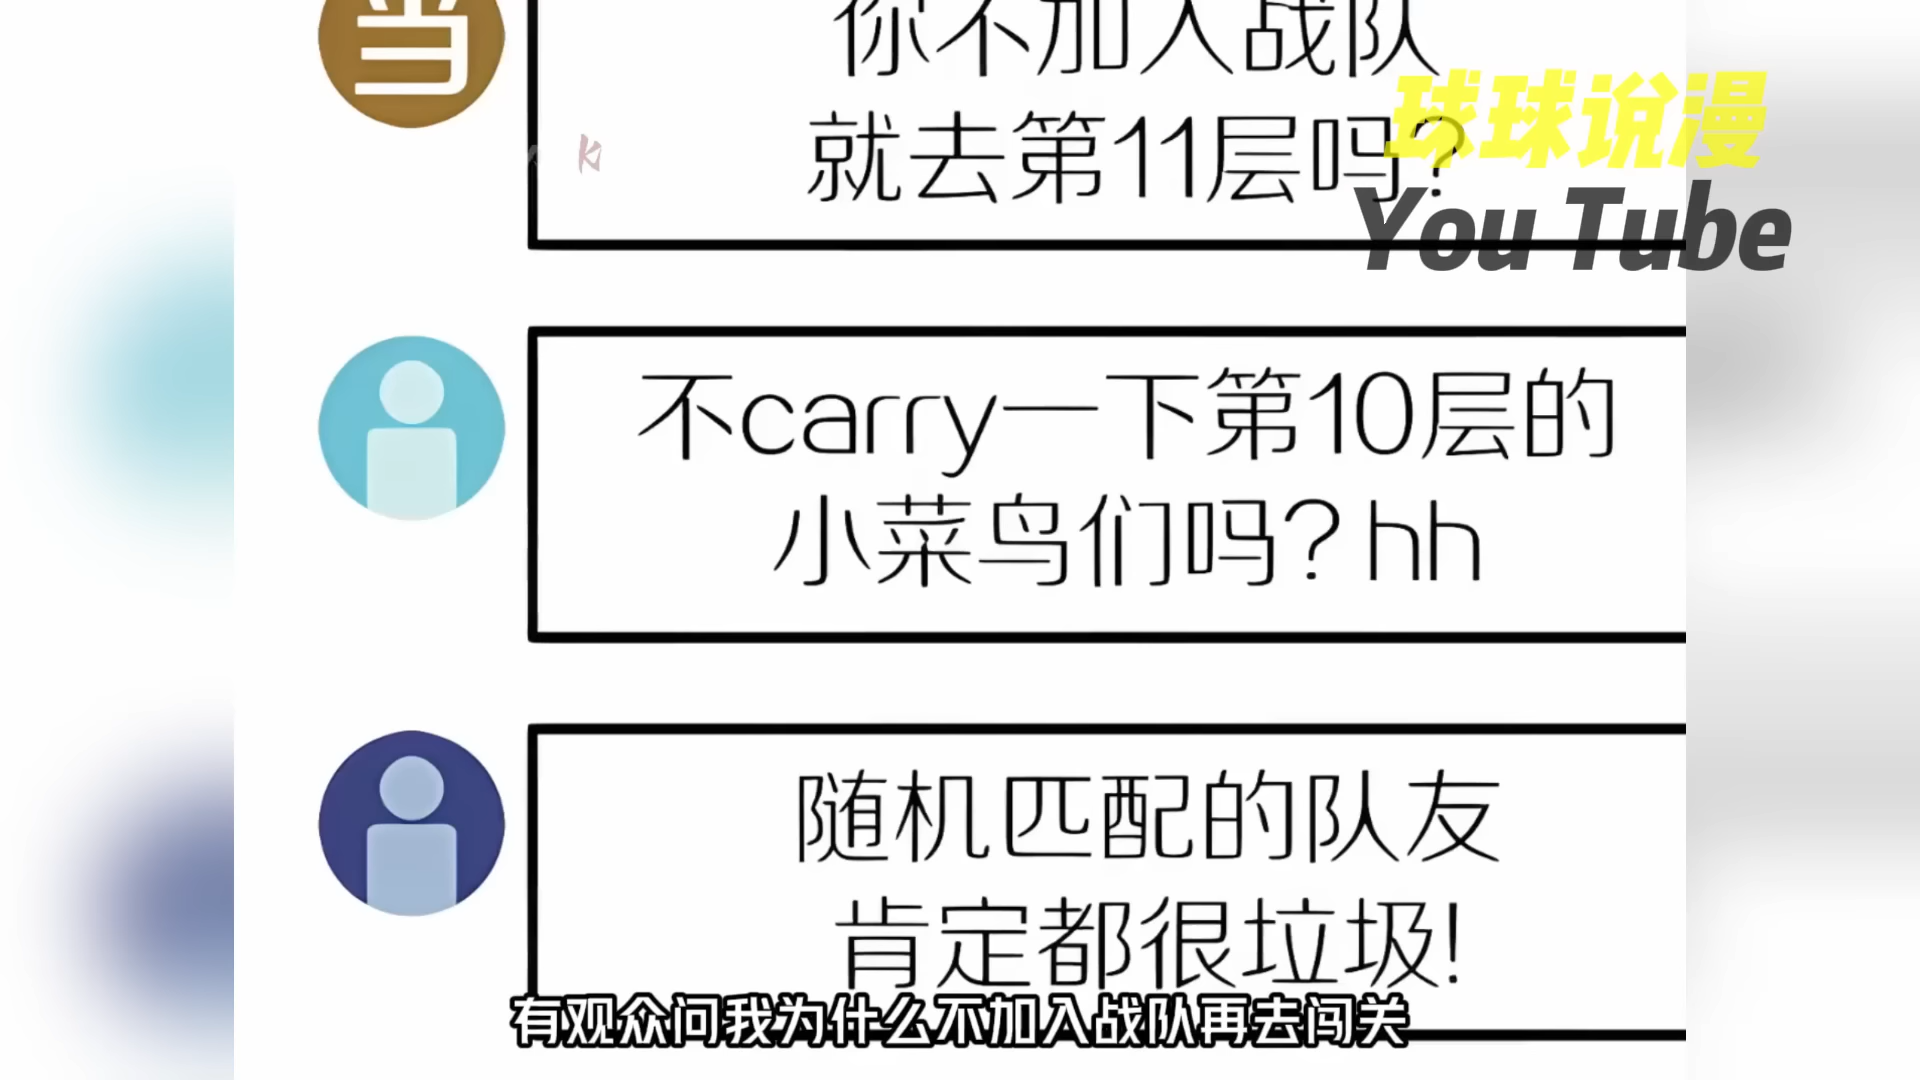 当
你不加入战队
就去第11层吗?
球球说漫
You Tube
不carry一下第10层的
小菜鸟们吗? hh
随机匹配的队友
肯定都很垃圾!
有观众问我为什么不加入战队再去闯关